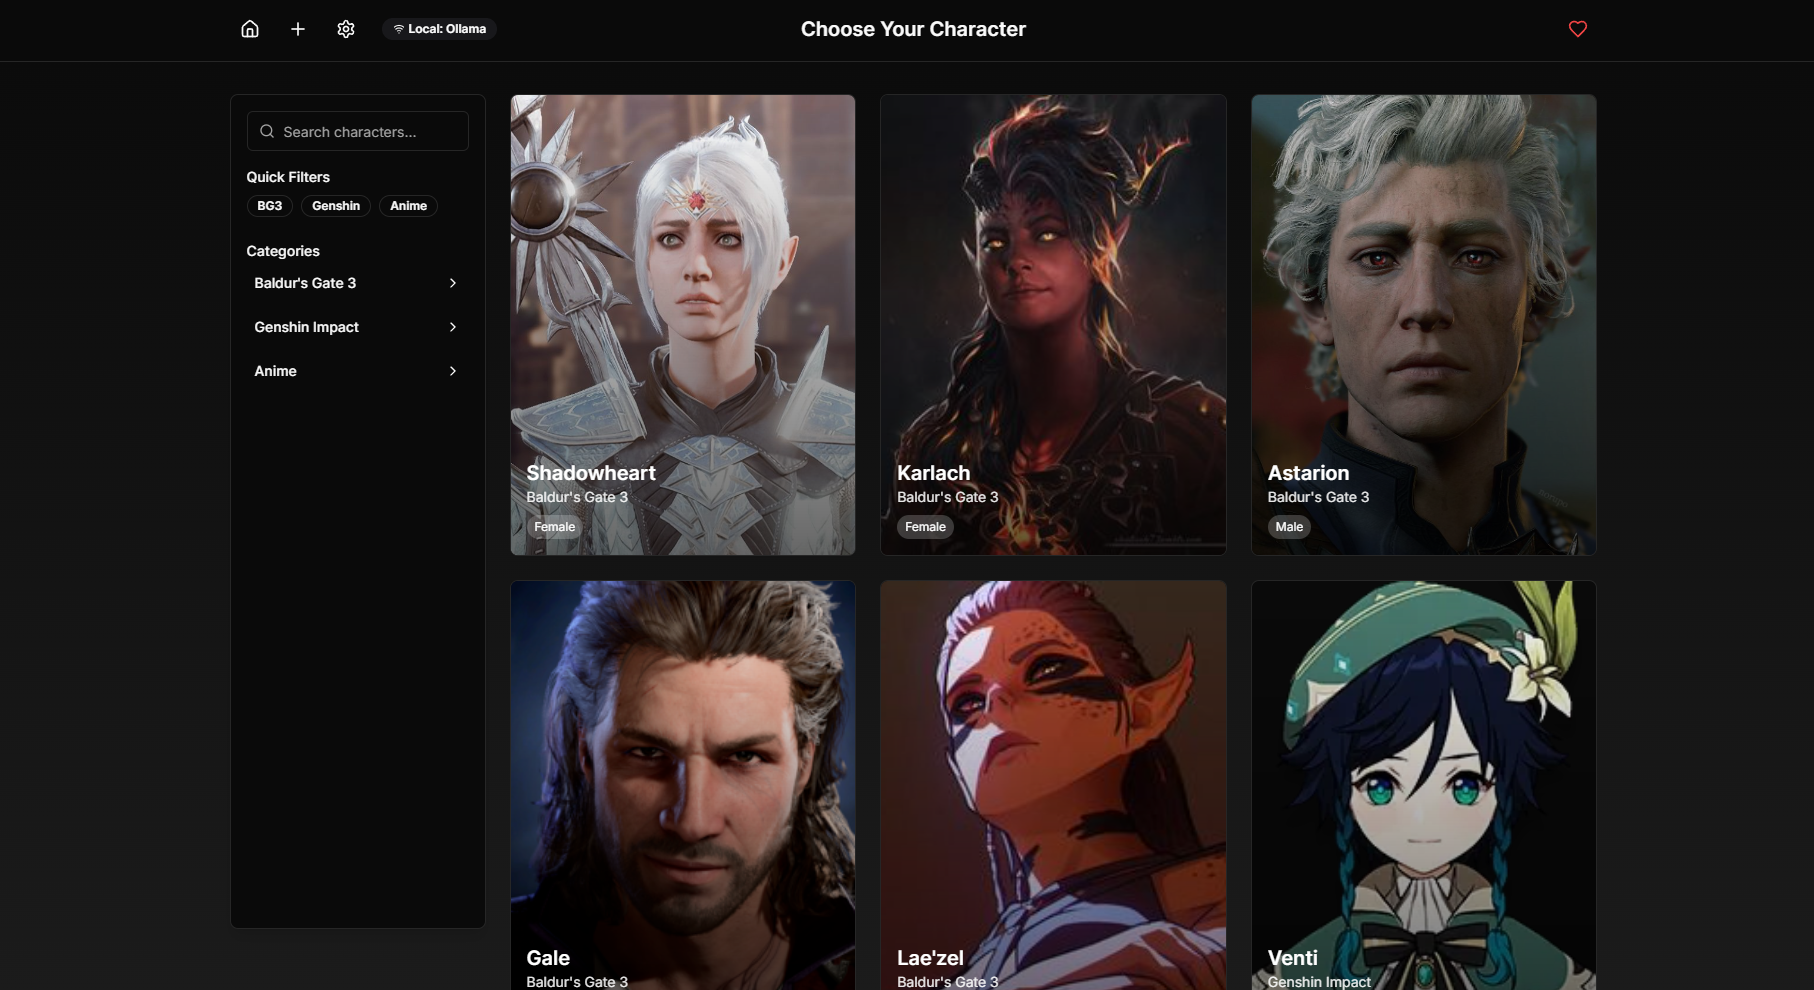 Local: Ollama
Choose Your Character
Search characters...
Quick Filters
BG3 Genshin Anime
Categories
Baldur's Gate 3
Genshin Impact
Anime
Shadowheart
Baldur's Gate 3
Female
Karlach
Baldur's Gate 3
Female
Astarion
Baldur's Gate 3
Male
Gale
Baldur's Gate 3
Lae'zel
Baldur's Gate 3
Venti
Genshin Impact